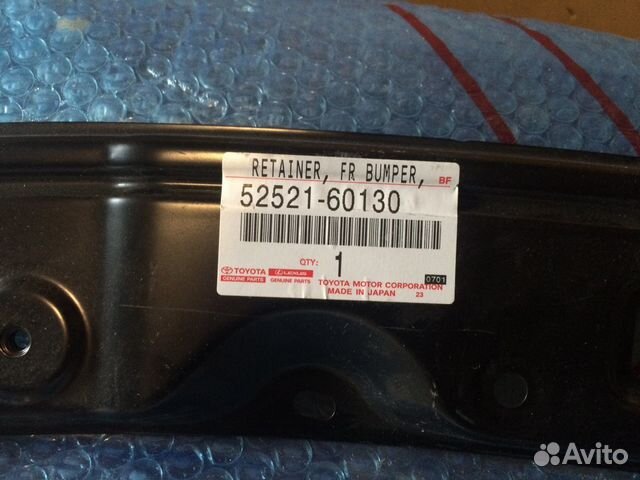 RETAINER, FR BUMPER,
BF
52521-60130
QTY: 1
0701
TOYOTA
GENUINE PARTS
LEXUS
GENUINE PARTS
TOYOTA MOTOR CORPORATION
MADE IN JAPAN 23
Avito